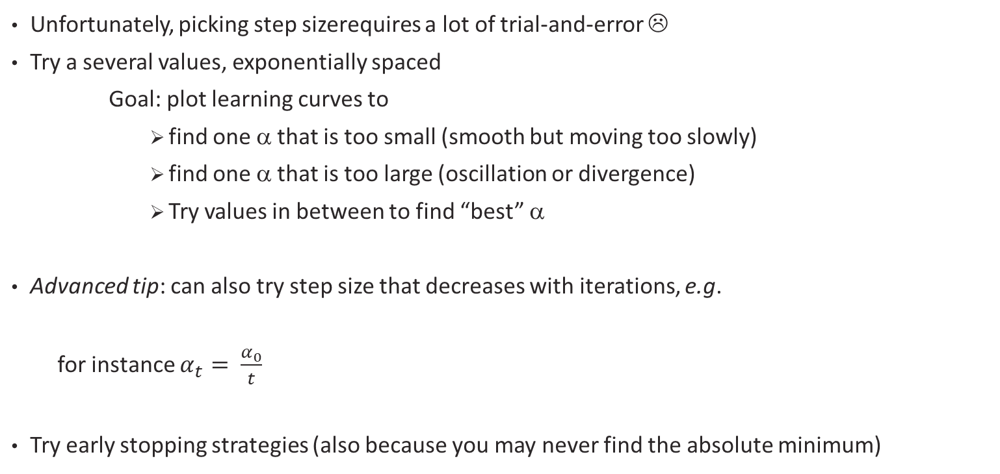 • Unfortunately, picking step sizerequires a lot of trial-and-error ☹
• Try a several values, exponentially spaced
Goal: plot learning curves to
➢ find one α that is too small (smooth but moving too slowly)
➢ find one α that is too large (oscillation or divergence)
➢ Try values in between to find “best” α
• Advanced tip: can also try step size that decreases with iterations, e.g.
for instance αₜ = α₀/t
• Try early stopping strategies (also because you may never find the absolute minimum)